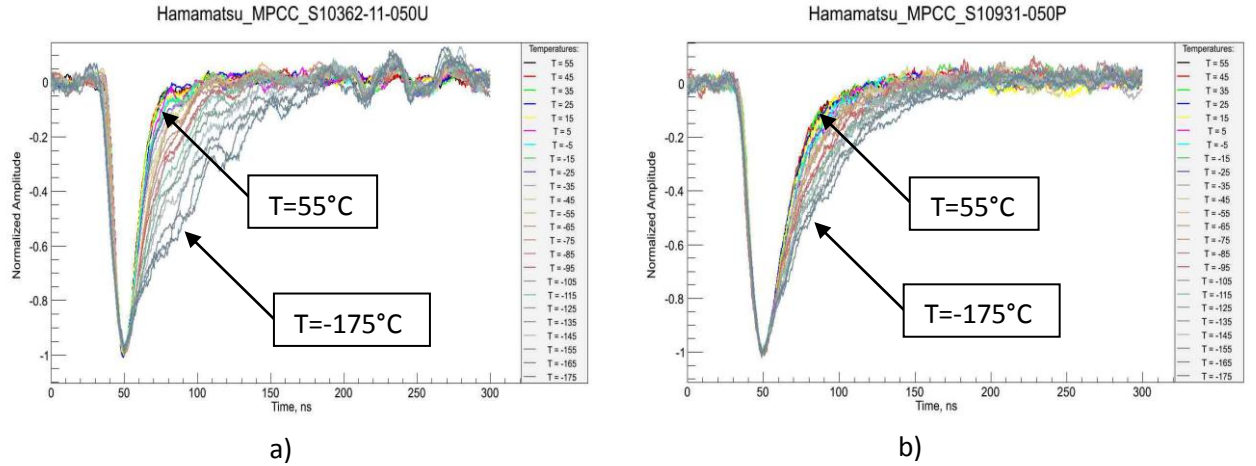 Hamamatsu_MPCC_S10362-11-050U
Normalized Amplitude
0
-0.2
-0.4
-0.6
-0.8
-1
0 50 100 150 200 250 300
Time, ns
T=55°C
T=-175°C
Temperatures:
T = 55
T = 45
T = 35
T = 25
T = 15
T = 5
T = -5
T = -15
T = -25
T = -35
T = -45
T = -55
T = -65
T = -75
T = -85
T = -95
T = -105
T = -115
T = -125
T = -135
T = -145
T = -155
T = -165
T = -175
a)
Hamamatsu_MPCC_S10931-050P
Normalized Amplitude
0
-0.2
-0.4
-0.6
-0.8
-1
0 50 100 150 200 250 300
Time, ns
T=55°C
T=-175°C
Temperatures:
T = 55
T = 45
T = 35
T = 25
T = 15
T = 5
T = -5
T = -15
T = -25
T = -35
T = -45
T = -55
T = -65
T = -75
T = -85
T = -95
T = -105
T = -115
T = -125
T = -135
T = -145
T = -155
T = -165
T = -175
b)